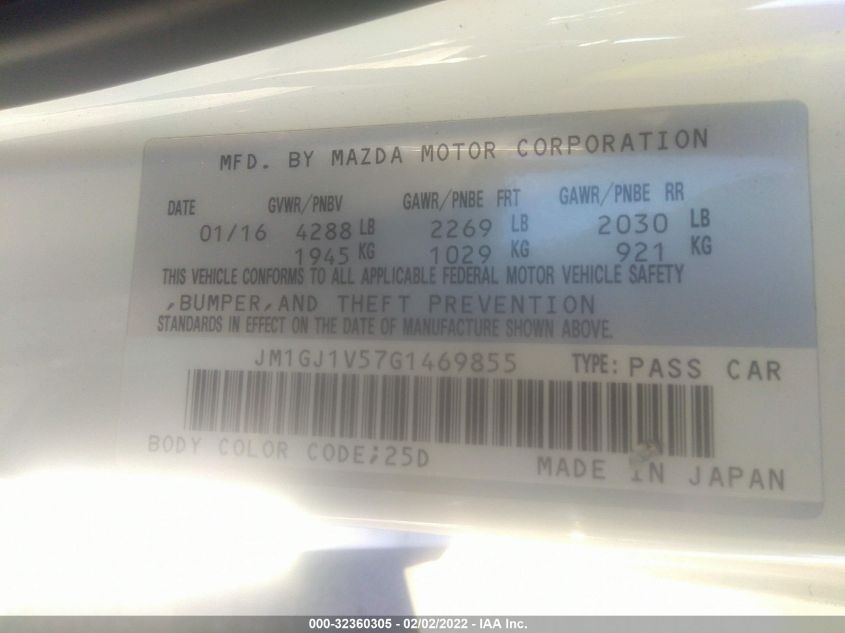 MFD. BY MAZDA MOTOR CORPORATION
DATE GVWR/PNBV GAWR/PNBE FRT GAWR/PNBE RR
01/16 4288 LB 2269 LB 2030 LB
1945 KG 1029 KG 921 KG
THIS VEHICLE CONFORMS TO ALL APPLICABLE FEDERAL MOTOR VEHICLE SAFETY
,BUMPER,AND THEFT PREVENTION
STANDARDS IN EFFECT ON THE DATE OF MANUFACTURE SHOWN ABOVE.
JM1GJ1V57G1469855 TYPE: PASS CAR
BODY COLOR CODE;25D
MADE IN JAPAN
000-32360305 - 02/02/2022 - IAA Inc.